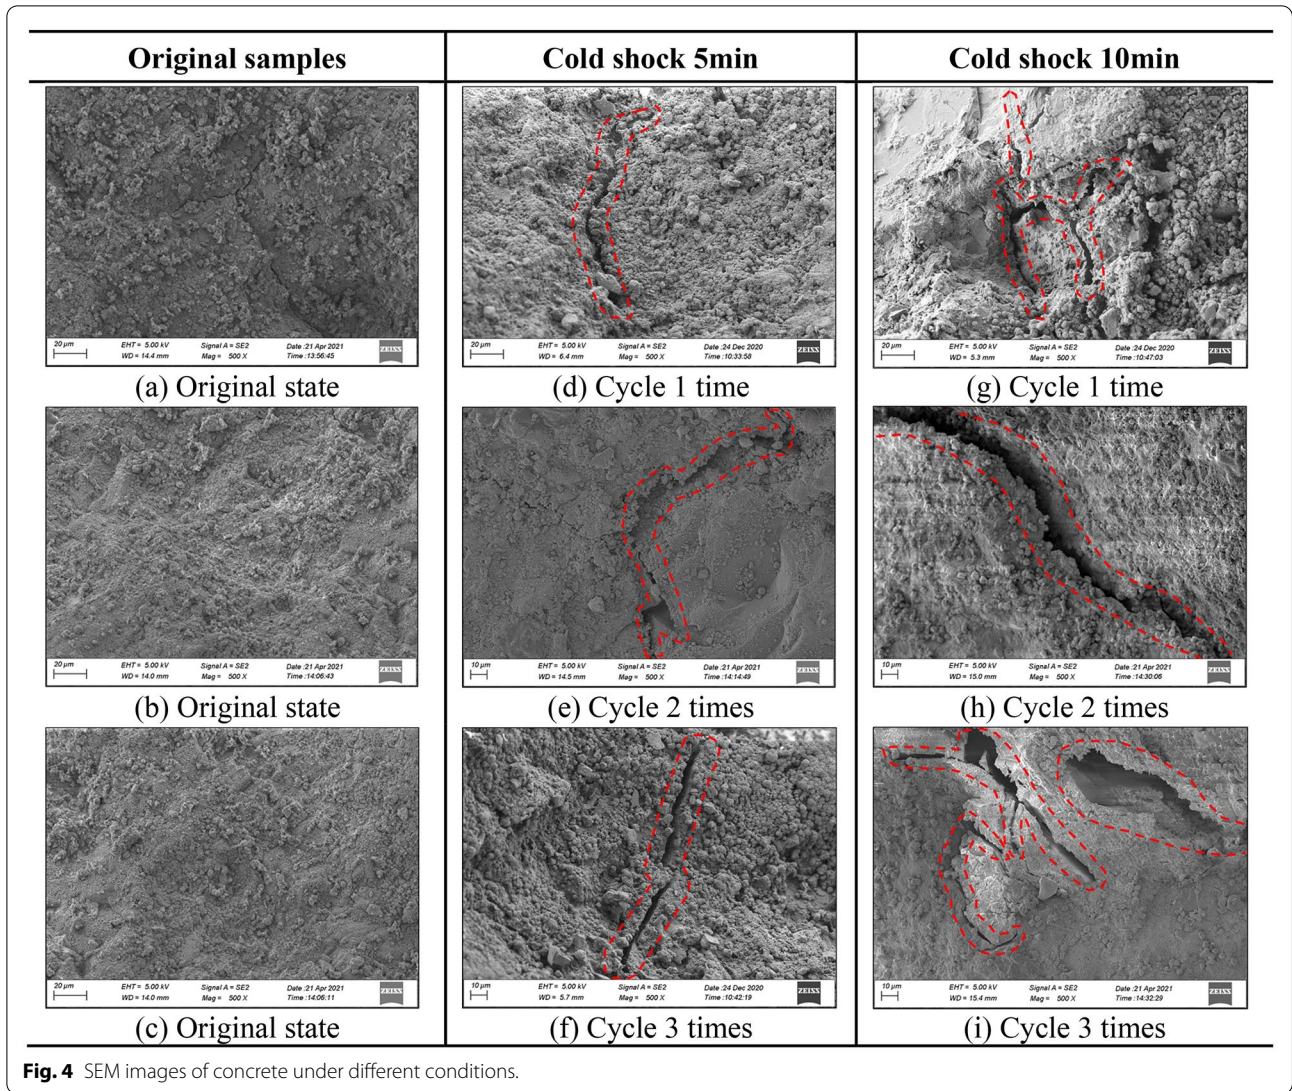 Original samples
Cold shock 5min
Cold shock 10min
20 µm EHT = 5.00 kV Signal A = SE2 Date :21 Apr 2021
WD = 14.4 mm Mag = 500 X Time :13:56:45
ZEISS
20 µm EHT = 5.00 kV Signal A = SE2 Date :24 Dec 2020
WD = 6.4 mm Mag = 500 X Time :10:33:58
ZEISS
20 µm EHT = 5.00 kV Signal A = SE2 Date :24 Dec 2020
WD = 5.3 mm Mag = 500 X Time :10:47:03
ZEISS
(a) Original state
(d) Cycle 1 time
(g) Cycle 1 time
20 µm EHT = 5.00 kV Signal A = SE2 Date :21 Apr 2021
WD = 14.0 mm Mag = 500 X Time :14:06:43
ZEISS
10 µm EHT = 5.00 kV Signal A = SE2 Date :21 Apr 2021
WD = 14.5 mm Mag = 500 X Time :14:14:49
ZEISS
10 µm EHT = 5.00 kV Signal A = SE2 Date :21 Apr 2021
WD = 15.0 mm Mag = 500 X Time :14:30:06
ZEISS
(b) Original state
(e) Cycle 2 times
(h) Cycle 2 times
20 µm EHT = 5.00 kV Signal A = SE2 Date :21 Apr 2021
WD = 14.0 mm Mag = 500 X Time :14:06:11
ZEISS
10 µm EHT = 5.00 kV Signal A = SE2 Date :24 Dec 2020
WD = 5.7 mm Mag = 500 X Time :10:42:19
ZEISS
10 µm EHT = 5.00 kV Signal A = SE2 Date :21 Apr 2021
WD = 15.4 mm Mag = 500 X Time :14:32:29
ZEISS
(c) Original state
(f) Cycle 3 times
(i) Cycle 3 times
Fig. 4 SEM images of concrete under different conditions.